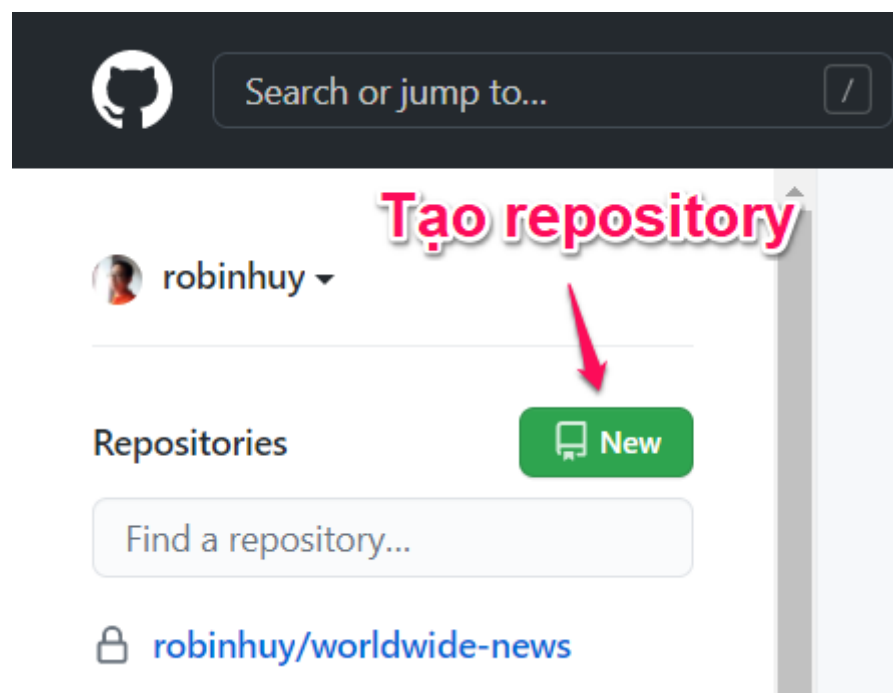 Search or jump to...
/
Tạo repository
robinhuy
Repositories
New
Find a repository...
robinhuy/worldwide-news